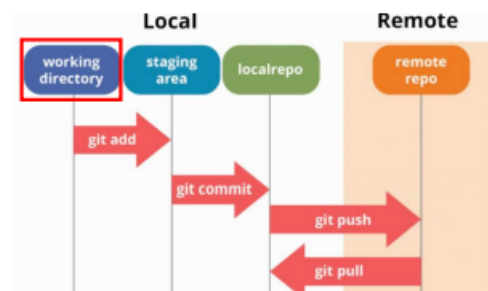 Local
Remote
working
directory
staging
area
localrepo
remote
repo
git add
git commit
git push
git pull